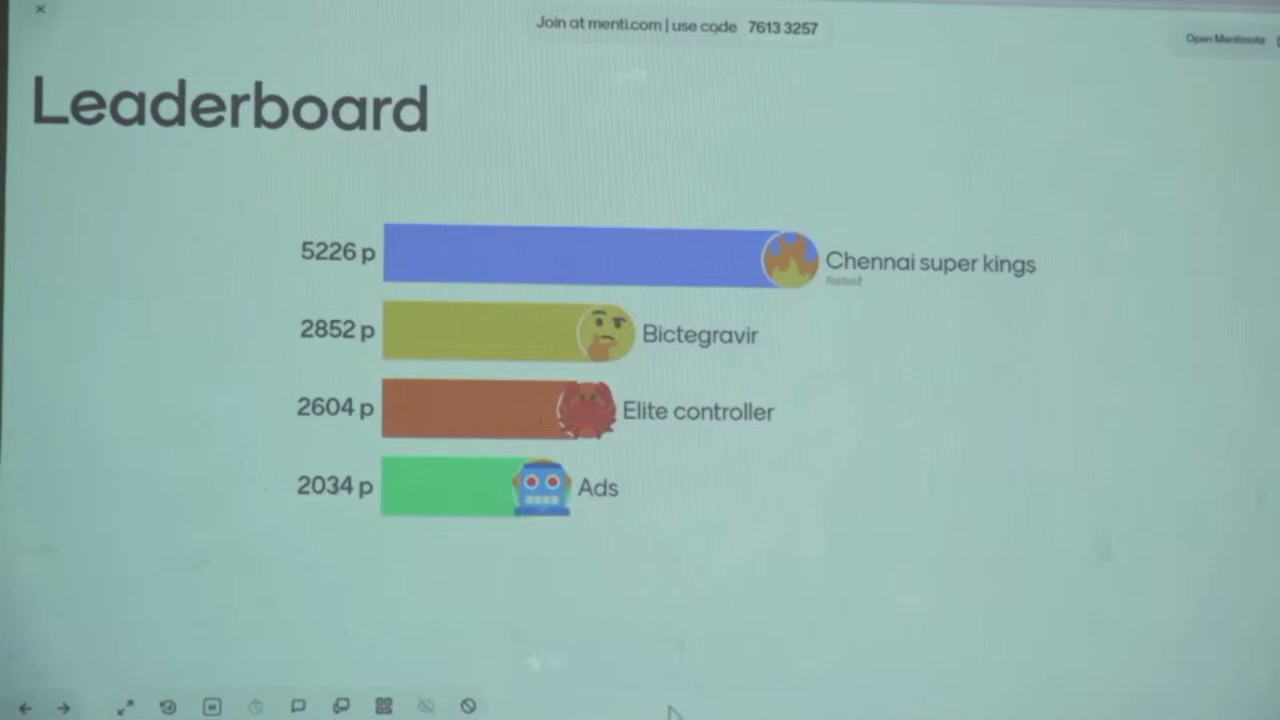 Join at menti.com | use code 7613 3257
Open Mentimote
Leaderboard
5226 p Chennai super kings
fastest
2852 p Bictegravir
2604 p Elite controller
2034 p Ads